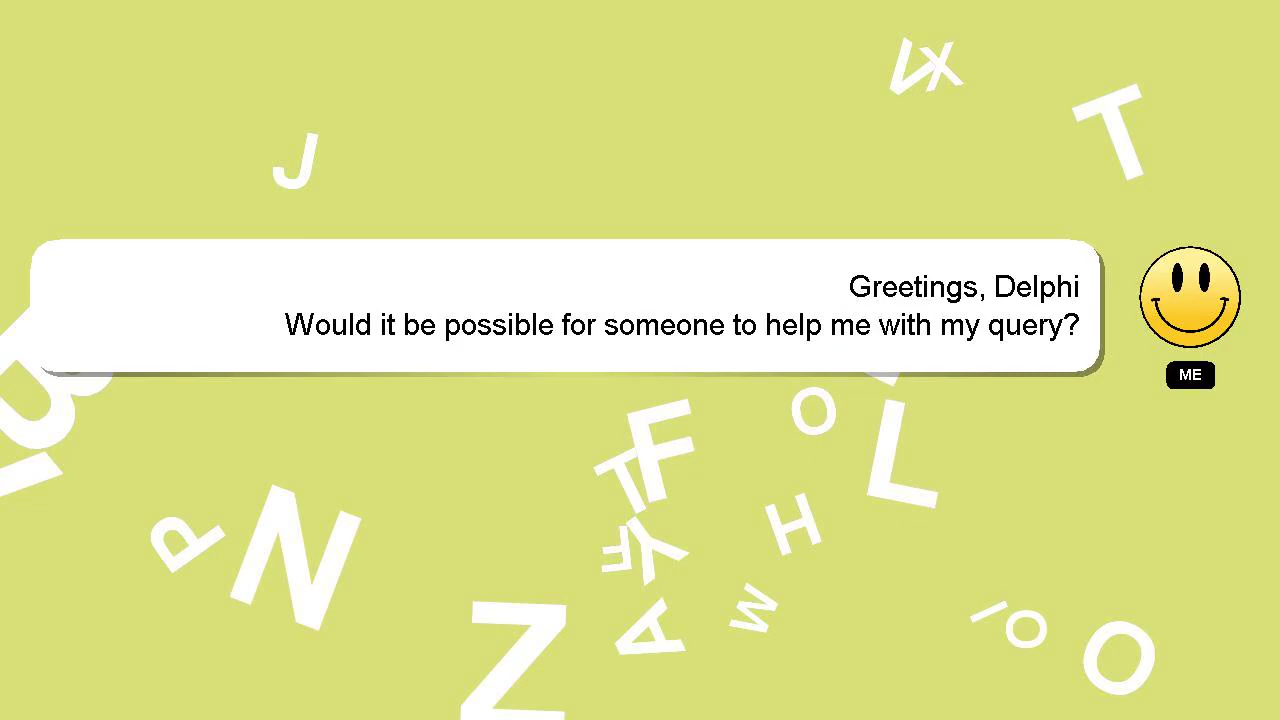 V X
T
J
Greetings, Delphi
Would it be possible for someone to help me with my query?
ME
O
F
L
T
P
N
H
F
Y
Z
A
W
I
O
O